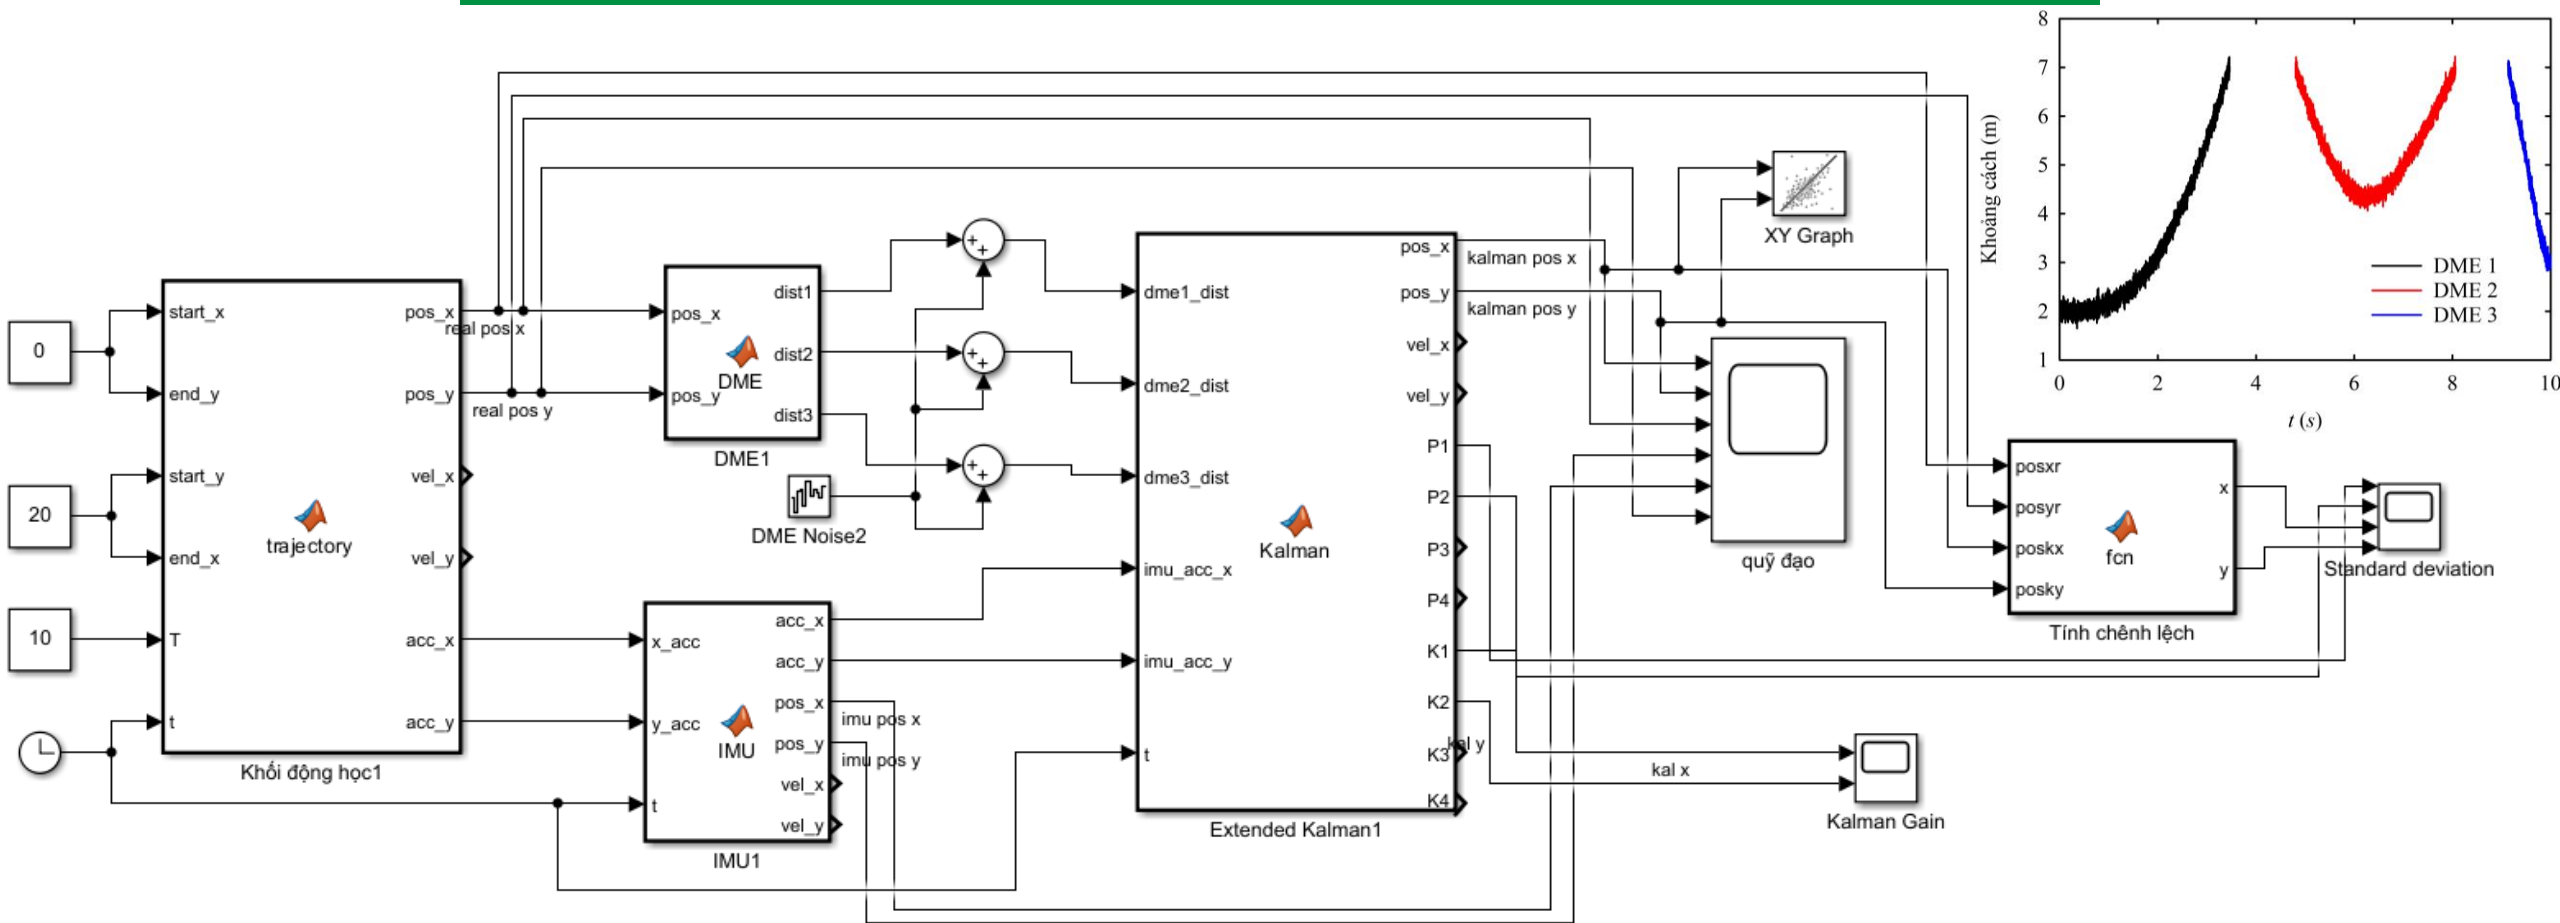 0
20
10
start_x
end_y
start_y
end_x
T
t
trajectory
pos_x
pos_y
vel_x
vel_y
acc_x
acc_y
Khối động học1
real pos x
real pos y
pos_x
pos_y
DME
dist1
dist2
dist3
DME1
DME Noise2
x_acc
y_acc
t
IMU
acc_x
acc_y
pos_x
pos_y
vel_x
vel_y
IMU1
imu pos x
imu pos y
dme1_dist
dme2_dist
dme3_dist
imu_acc_x
imu_acc_y
t
Kalman
pos_x
pos_y
vel_x
vel_y
P1
P2
P3
P4
K1
K2
K3
K4
Extended Kalman1
kalman pos x
kalman pos y
kal y
kal x
XY Graph
quỹ đạo
Kalman Gain
posxr
posyr
poskx
posky
fcn
x
y
Tính chênh lệch
Standard deviation
Khoảng cách (m)
8
7
6
5
4
3
2
1
0 2 4 6 8 10
t (s)
DME 1
DME 2
DME 3